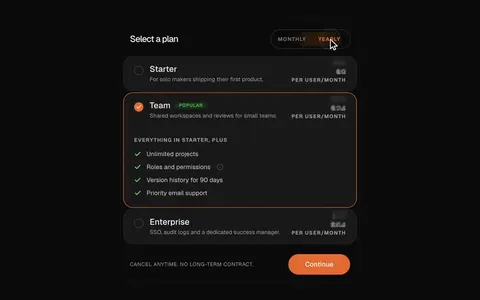 Select a plan
MONTHLY YEARLY
Starter
For solo makers shipping their first product.
PER USER/MONTH
Team POPULAR
Shared workspaces and reviews for small teams.
PER USER/MONTH
EVERYTHING IN STARTER, PLUS
Unlimited projects
Roles and permissions
Version history for 90 days
Priority email support
Enterprise
SSO, audit logs and a dedicated success manager.
PER USER/MONTH
CANCEL ANYTIME. NO LONG-TERM CONTRACT.
Continue